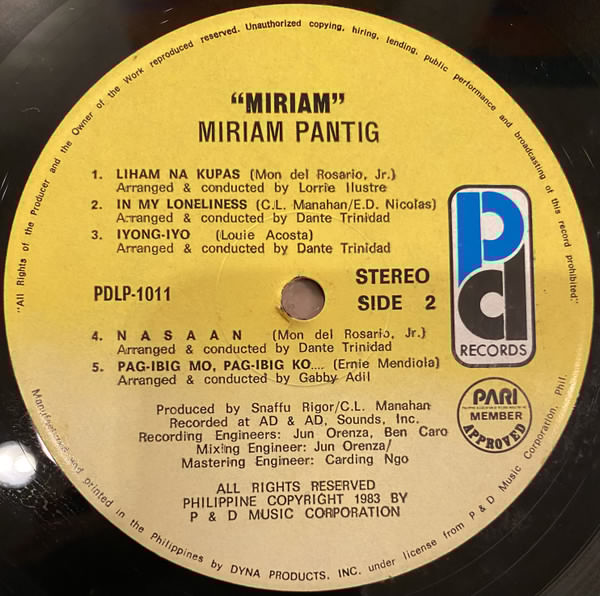 "All Rights of the Producer and the Owner of the Work reproduced reserved. Unauthorized copying, hiring, lending, public performance and broadcasting of this record prohibited."
"MIRIAM"
MIRIAM PANTIG
1. LIHAM NA KUPAS (Mon del Rosario, Jr.)
Arranged & conducted by Lorrie Ilustre
2. IN MY LONELINESS (C.L. Manahan/E.D. Nicolas)
Arranged & conducted by Dante Trinidad
3. IYONG-IYO (Louie Acosta)
Arranged & conducted by Dante Trinidad
PDLP-1011
STEREO
SIDE 2
pd
RECORDS
4. N A S A A N (Mon del Rosario, Jr.)
Arranged & conducted by Dante Trinidad
5. PAG-IBIG MO, PAG-IBIG KO.... (Ernie Mendiola)
Arranged & conducted by Gabby Adil
PARI
MEMBER
APPROVED
Produced by Snaffu Rigor/C.L. Manahan
Recorded at AD & AD, Sounds, Inc.
Recording Engineers: Jun Orenza, Ben Caro
Mixing Engineer: Jun Orenza/
Mastering Engineer: Carding Ngo
ALL RIGHTS RESERVED
PHILIPPINE COPYRIGHT 1983 BY
P & D MUSIC CORPORATION
Manufactured and printed in the Philippines by DYNA PRODUCTS, INC. under license from P & D Music Corporation, Phil.